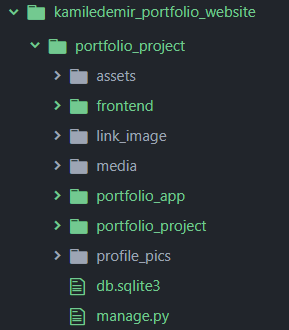 kamiledemir_portfolio_website
portfolio_project
assets
frontend
link_image
media
portfolio_app
portfolio_project
profile_pics
db.sqlite3
manage.py